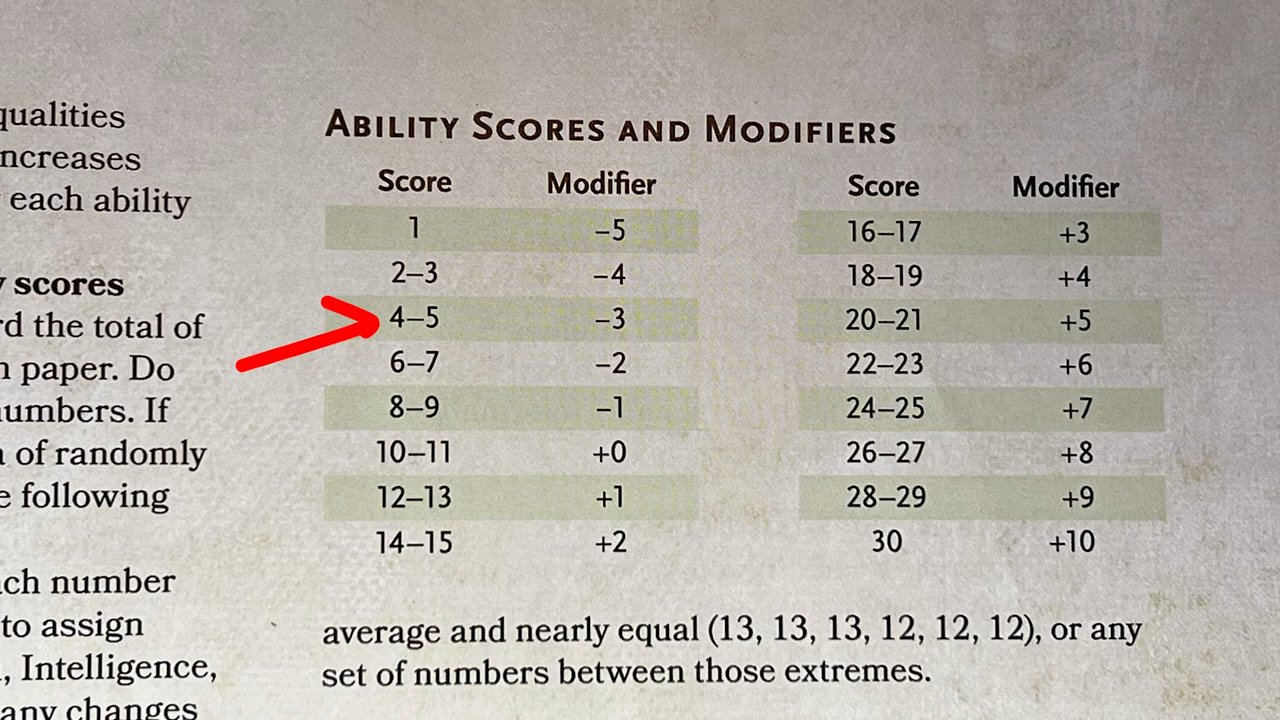 qualities
increases
each ability
scores
the total of
paper. Do
numbers. If
of randomly
following
number
to assign
, Intelligence,
any changes
ABILITY SCORES AND MODIFIERS
Score Modifier
1 –5
2–3 –4
4–5 –3
6–7 –2
8–9 –1
10–11 +0
12–13 +1
14–15 +2
Score Modifier
16–17 +3
18–19 +4
20–21 +5
22–23 +6
24–25 +7
26–27 +8
28–29 +9
30 +10
average and nearly equal (13, 13, 13, 12, 12, 12), or any
set of numbers between those extremes.